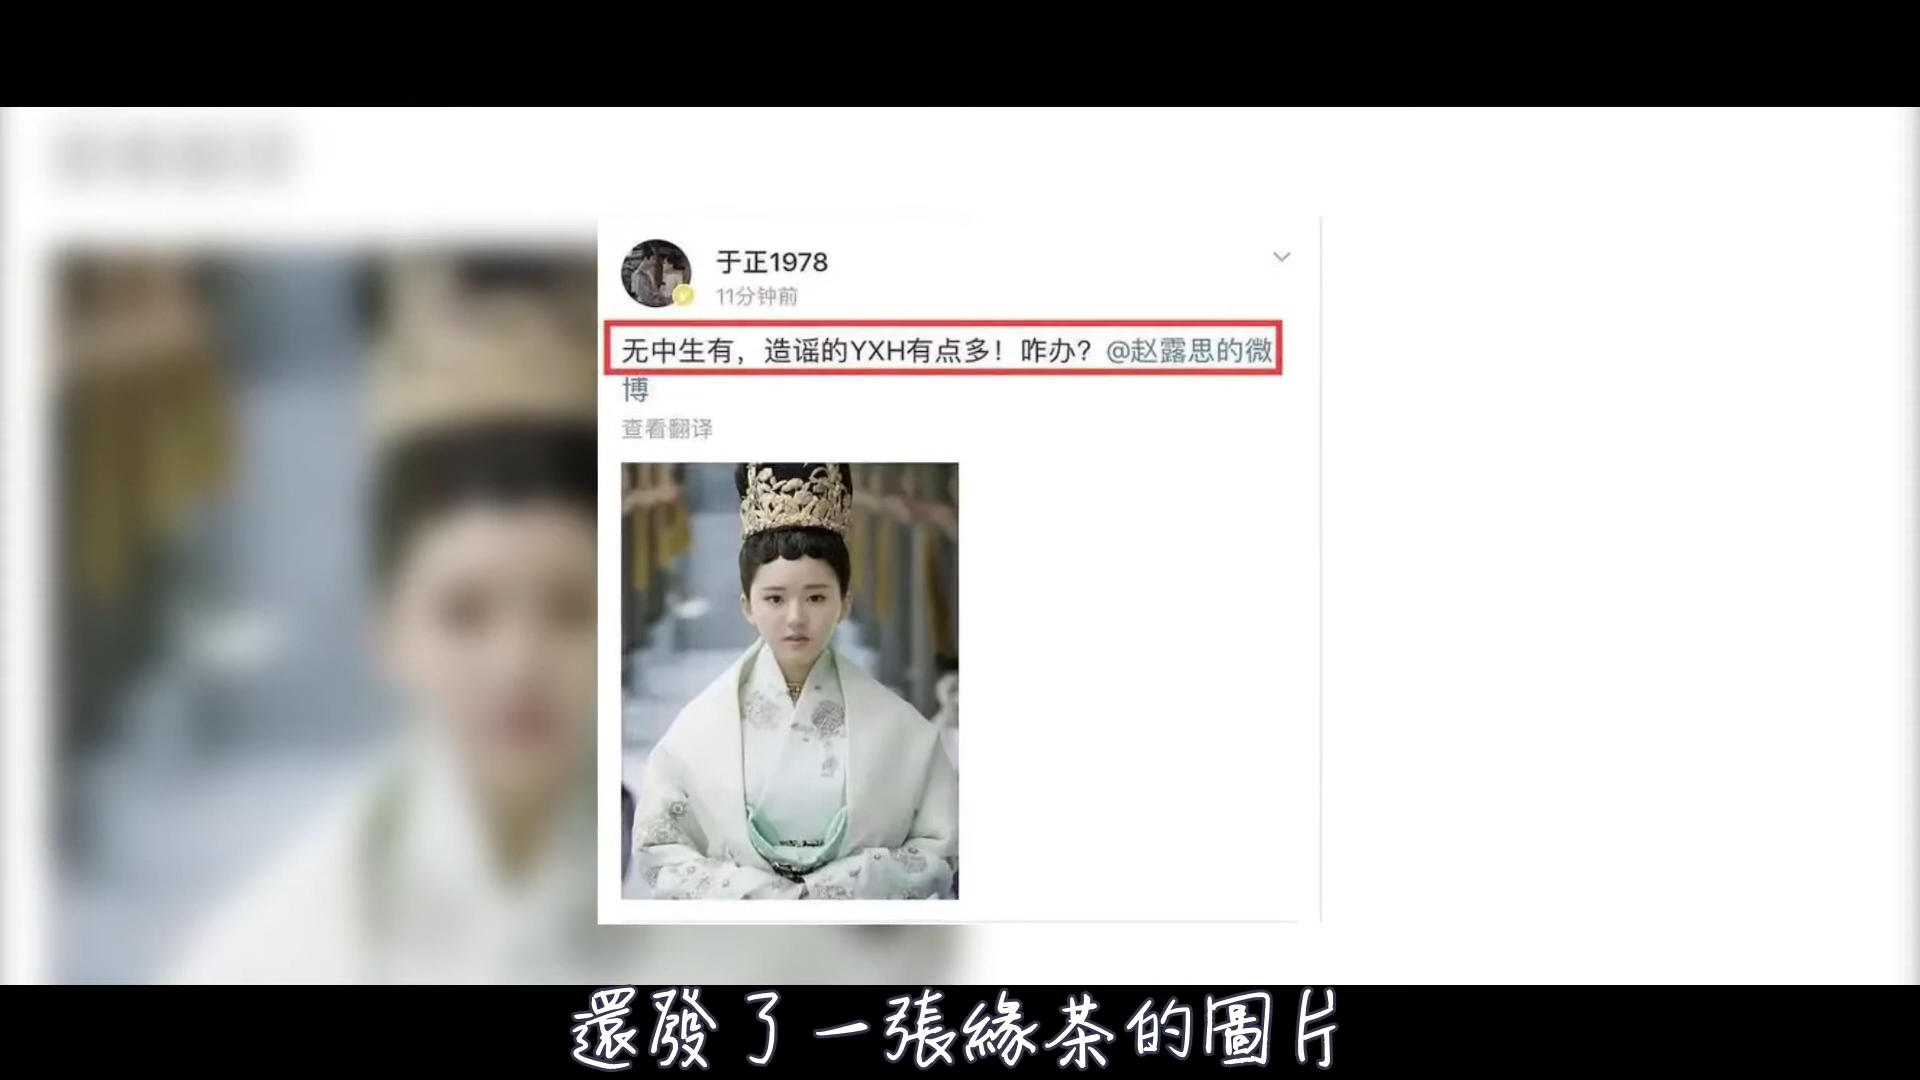 于正1978
11分钟前
无中生有，造谣的YXH有点多！咋办？@赵露思的微
博
查看翻译
還發了一張緣茶的圖片